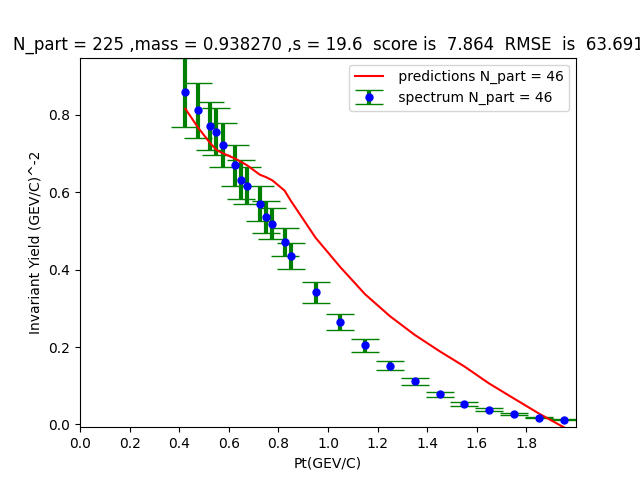 N_part = 225 ,mass = 0.938270 ,s = 19.6  score is  7.864  RMSE  is  63.691
predictions N_part = 46
spectrum N_part = 46
Invariant Yield (GEV/C)^-2
0.8
0.6
0.4
0.2
0.0
0.0 0.2 0.4 0.6 0.8 1.0 1.2 1.4 1.6 1.8
Pt(GEV/C)